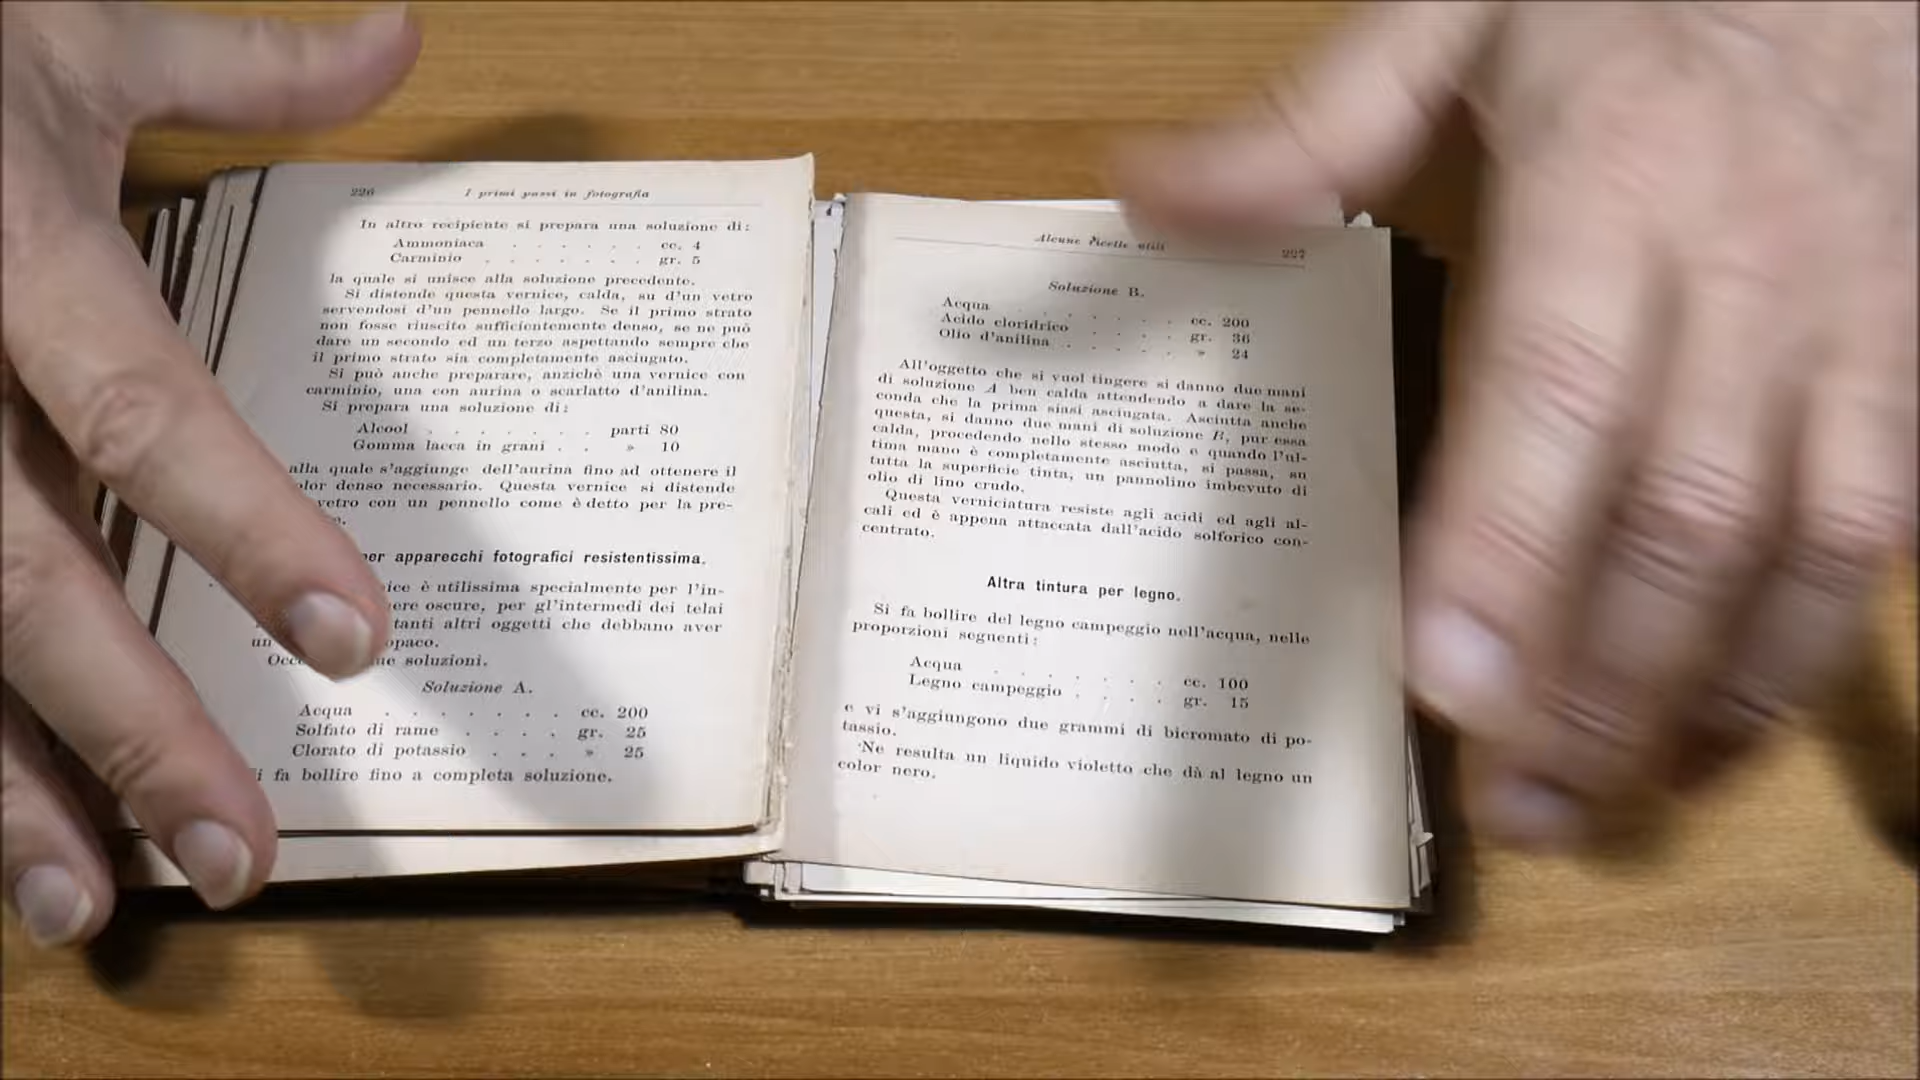 226 I primi passi in fotografia
In altro recipiente si prepara una soluzione di:
Ammoniaca . . . . . . cc. 4
Carminio . . . . . . . gr. 5
la quale si unisce alla soluzione precedente.
Si distende questa vernice, calda, su d'un vetro
servendosi d'un pennello largo. Se il primo strato
non fosse riuscito sufficientemente denso, se ne può
dare un secondo ed un terzo aspettando sempre che
il primo strato sia completamente asciugato.
Si può anche preparare, anzichè una vernice con
carminio, una con aurina o scarlatto d'anilina.
Si prepara una soluzione di:
Alcool . . . . . . . parti 80
Gomma lacca in grani . . » 10
alla quale s'aggiunge dell'aurina fino ad ottenere il
olor denso necessario. Questa vernice si distende
vetro con un pennello come è detto per la pre-
per apparecchi fotografici resistentissima.
ice è utilissima specialmente per l'in-
ere oscure, per gl'intermedi dei telai
tanti altri oggetti che debbano aver
un opaco.
Occ ue soluzioni.
Soluzione A.
Acqua . . . . . . . cc. 200
Solfato di rame . . . . gr. 25
Clorato di potassio . . . » 25
i fa bollire fino a completa soluzione.
Alcune ricette utili 227
Soluzione B.
Acqua . . . . . . cc. 200
Acido cloridrico . . . . gr. 36
Olio d'anilina . . . . » 24
All'oggetto che si vuol tingere si danno due mani
di soluzione A ben calda attendendo a dare la se-
conda che la prima siasi asciugata. Asciutta anche
questa, si danno due mani di soluzione B, pur essa
calda, procedendo nello stesso modo e quando l'ul-
tima mano è completamente asciutta, si passa, su
tutta la superficie tinta, un pannolino imbevuto di
olio di lino crudo.
Questa verniciatura resiste agli acidi ed agli al-
cali ed è appena attaccata dall'acido solforico con-
centrato.
Altra tintura per legno.
Si fa bollire del legno campeggio nell'acqua, nelle
proporzioni seguenti:
Acqua . . . . . . cc. 100
Legno campeggio . . . . gr. 15
e vi s'aggiungono due grammi di bicromato di po-
tassio.
Ne resulta un liquido violetto che dà al legno un
color nero.